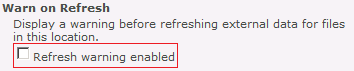 Warn on Refresh
Display a warning before refreshing external data for files
in this location.
Refresh warning enabled